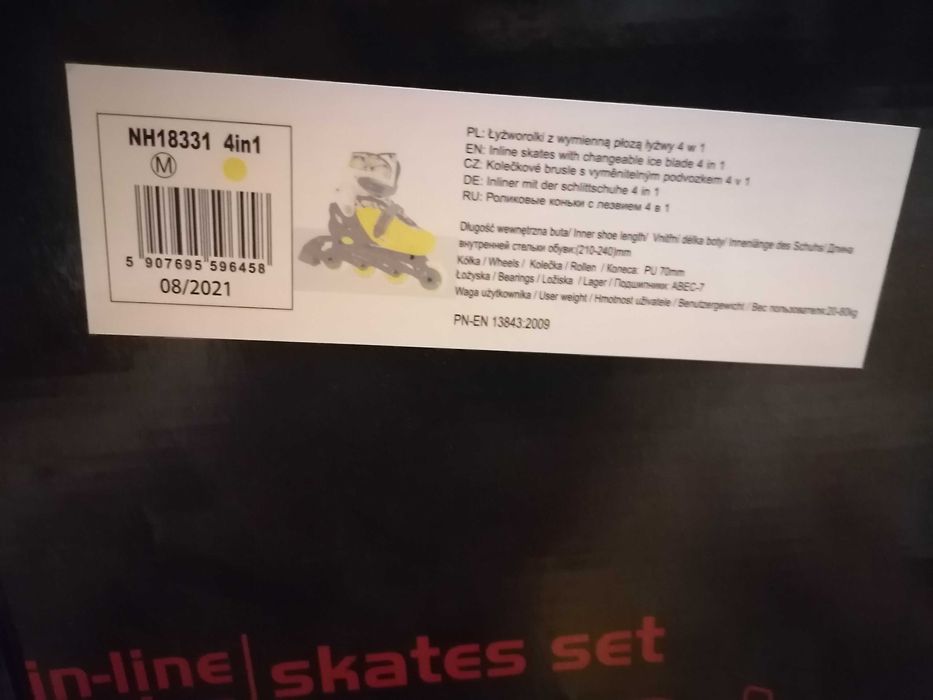 NH18331 4in1
M
5 907695 596458
08/2021
PL: Łyżworolki z wymienną płozą łyżwy 4 w 1
EN: Inline skates with changeable ice blade 4 in 1
CZ: Kolečkové brusle s vyměnitelným podvozkem 4 v 1
DE: Inliner mit der schlittschuhe 4 in 1
RU: Роликовые коньки с лезвием 4 в 1
Długość wewnętrzna buta/ Inner shoe length/ Vnitřní délka boty/ Innenlänge des Schuhs/ Длина
внутренней стельки обуви:(210-240)mm
Kółka / Wheels / Kolečka / Rollen / Колеса: PU 70mm
Łożyska / Bearings / Ložiska / Lager / Подшипники: ABEC-7
Waga użytkownika / User weight / Hmotnost uživatele / Benutzergewicht / Вес пользователя:20-80kg
PN-EN 13843:2009
in-line skates set